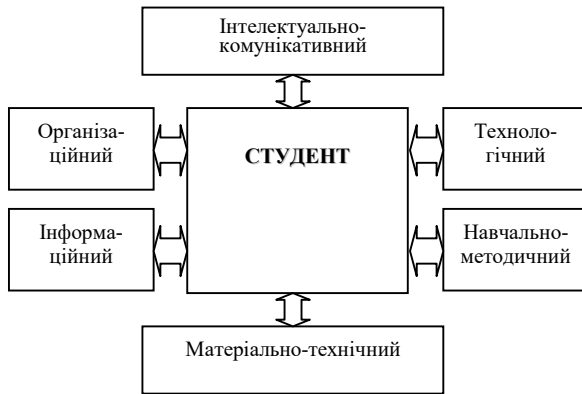 Інтелектуально-
комунікативний
Організа-
ційний
СТУДЕНТ
Техноло-
гічний
Інформа-
ційний
Навчально-
методичний
Матеріально-технічний